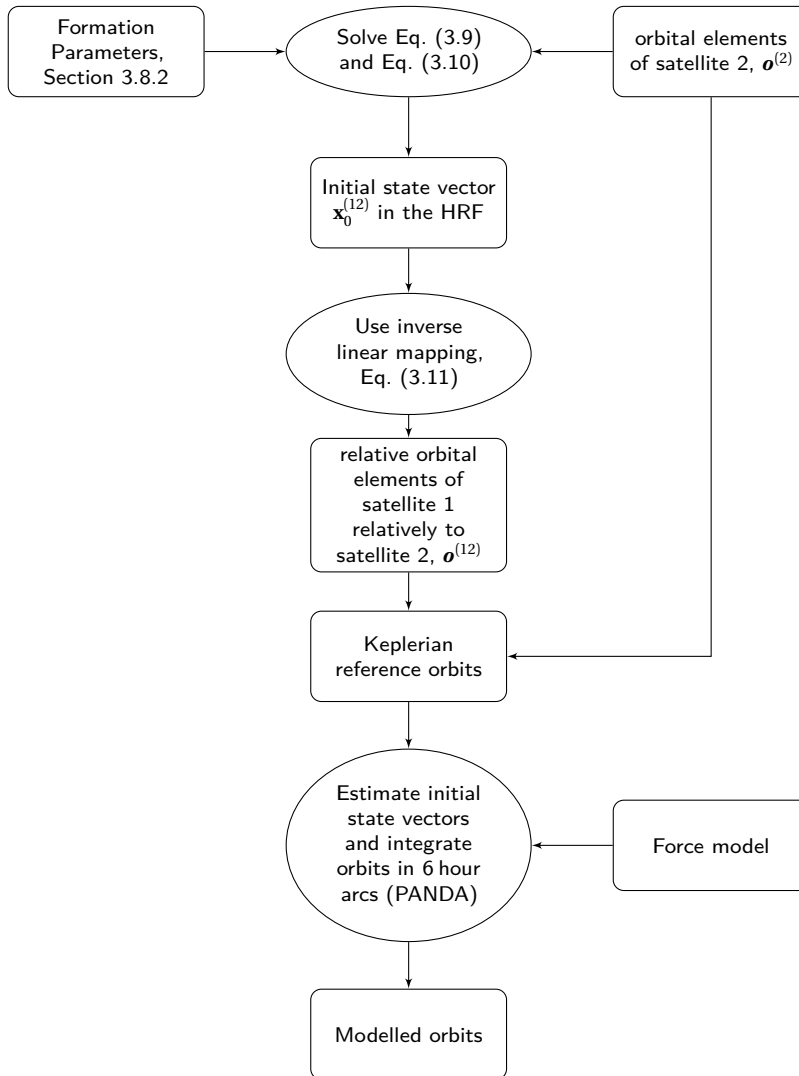 Formation
Parameters,
Section 3.8.2
Solve Eq. (3.9)
and Eq. (3.10)
orbital elements
of satellite 2, 𝒐⁽²⁾
Initial state vector
𝐱₀⁽¹²⁾ in the HRF
Use inverse
linear mapping,
Eq. (3.11)
relative orbital
elements of
satellite 1
relatively to
satellite 2, 𝒐⁽¹²⁾
Keplerian
reference orbits
Estimate initial
state vectors
and integrate
orbits in 6 hour
arcs (PANDA)
Force model
Modelled orbits